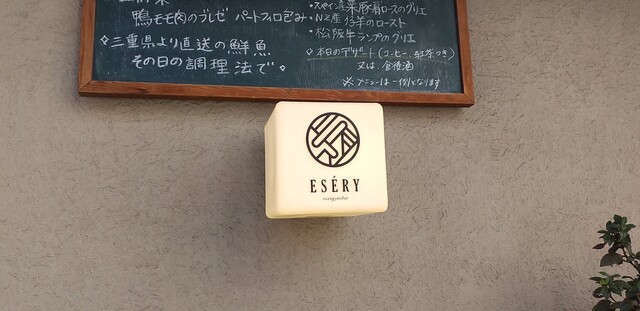 鴨モモ肉のブレゼ パートフィロ包み
◇三重県より直送の鮮魚
その日の調理法で◇
・スペイン産栗豚肩ロースのグリエ
・NZ産 仔羊のロースト
・松阪牛ランプのグリエ
◇本日のデザート(コーヒー、紅茶つき)
又は、食後酒
※メニューは一例となります
ESÉRY